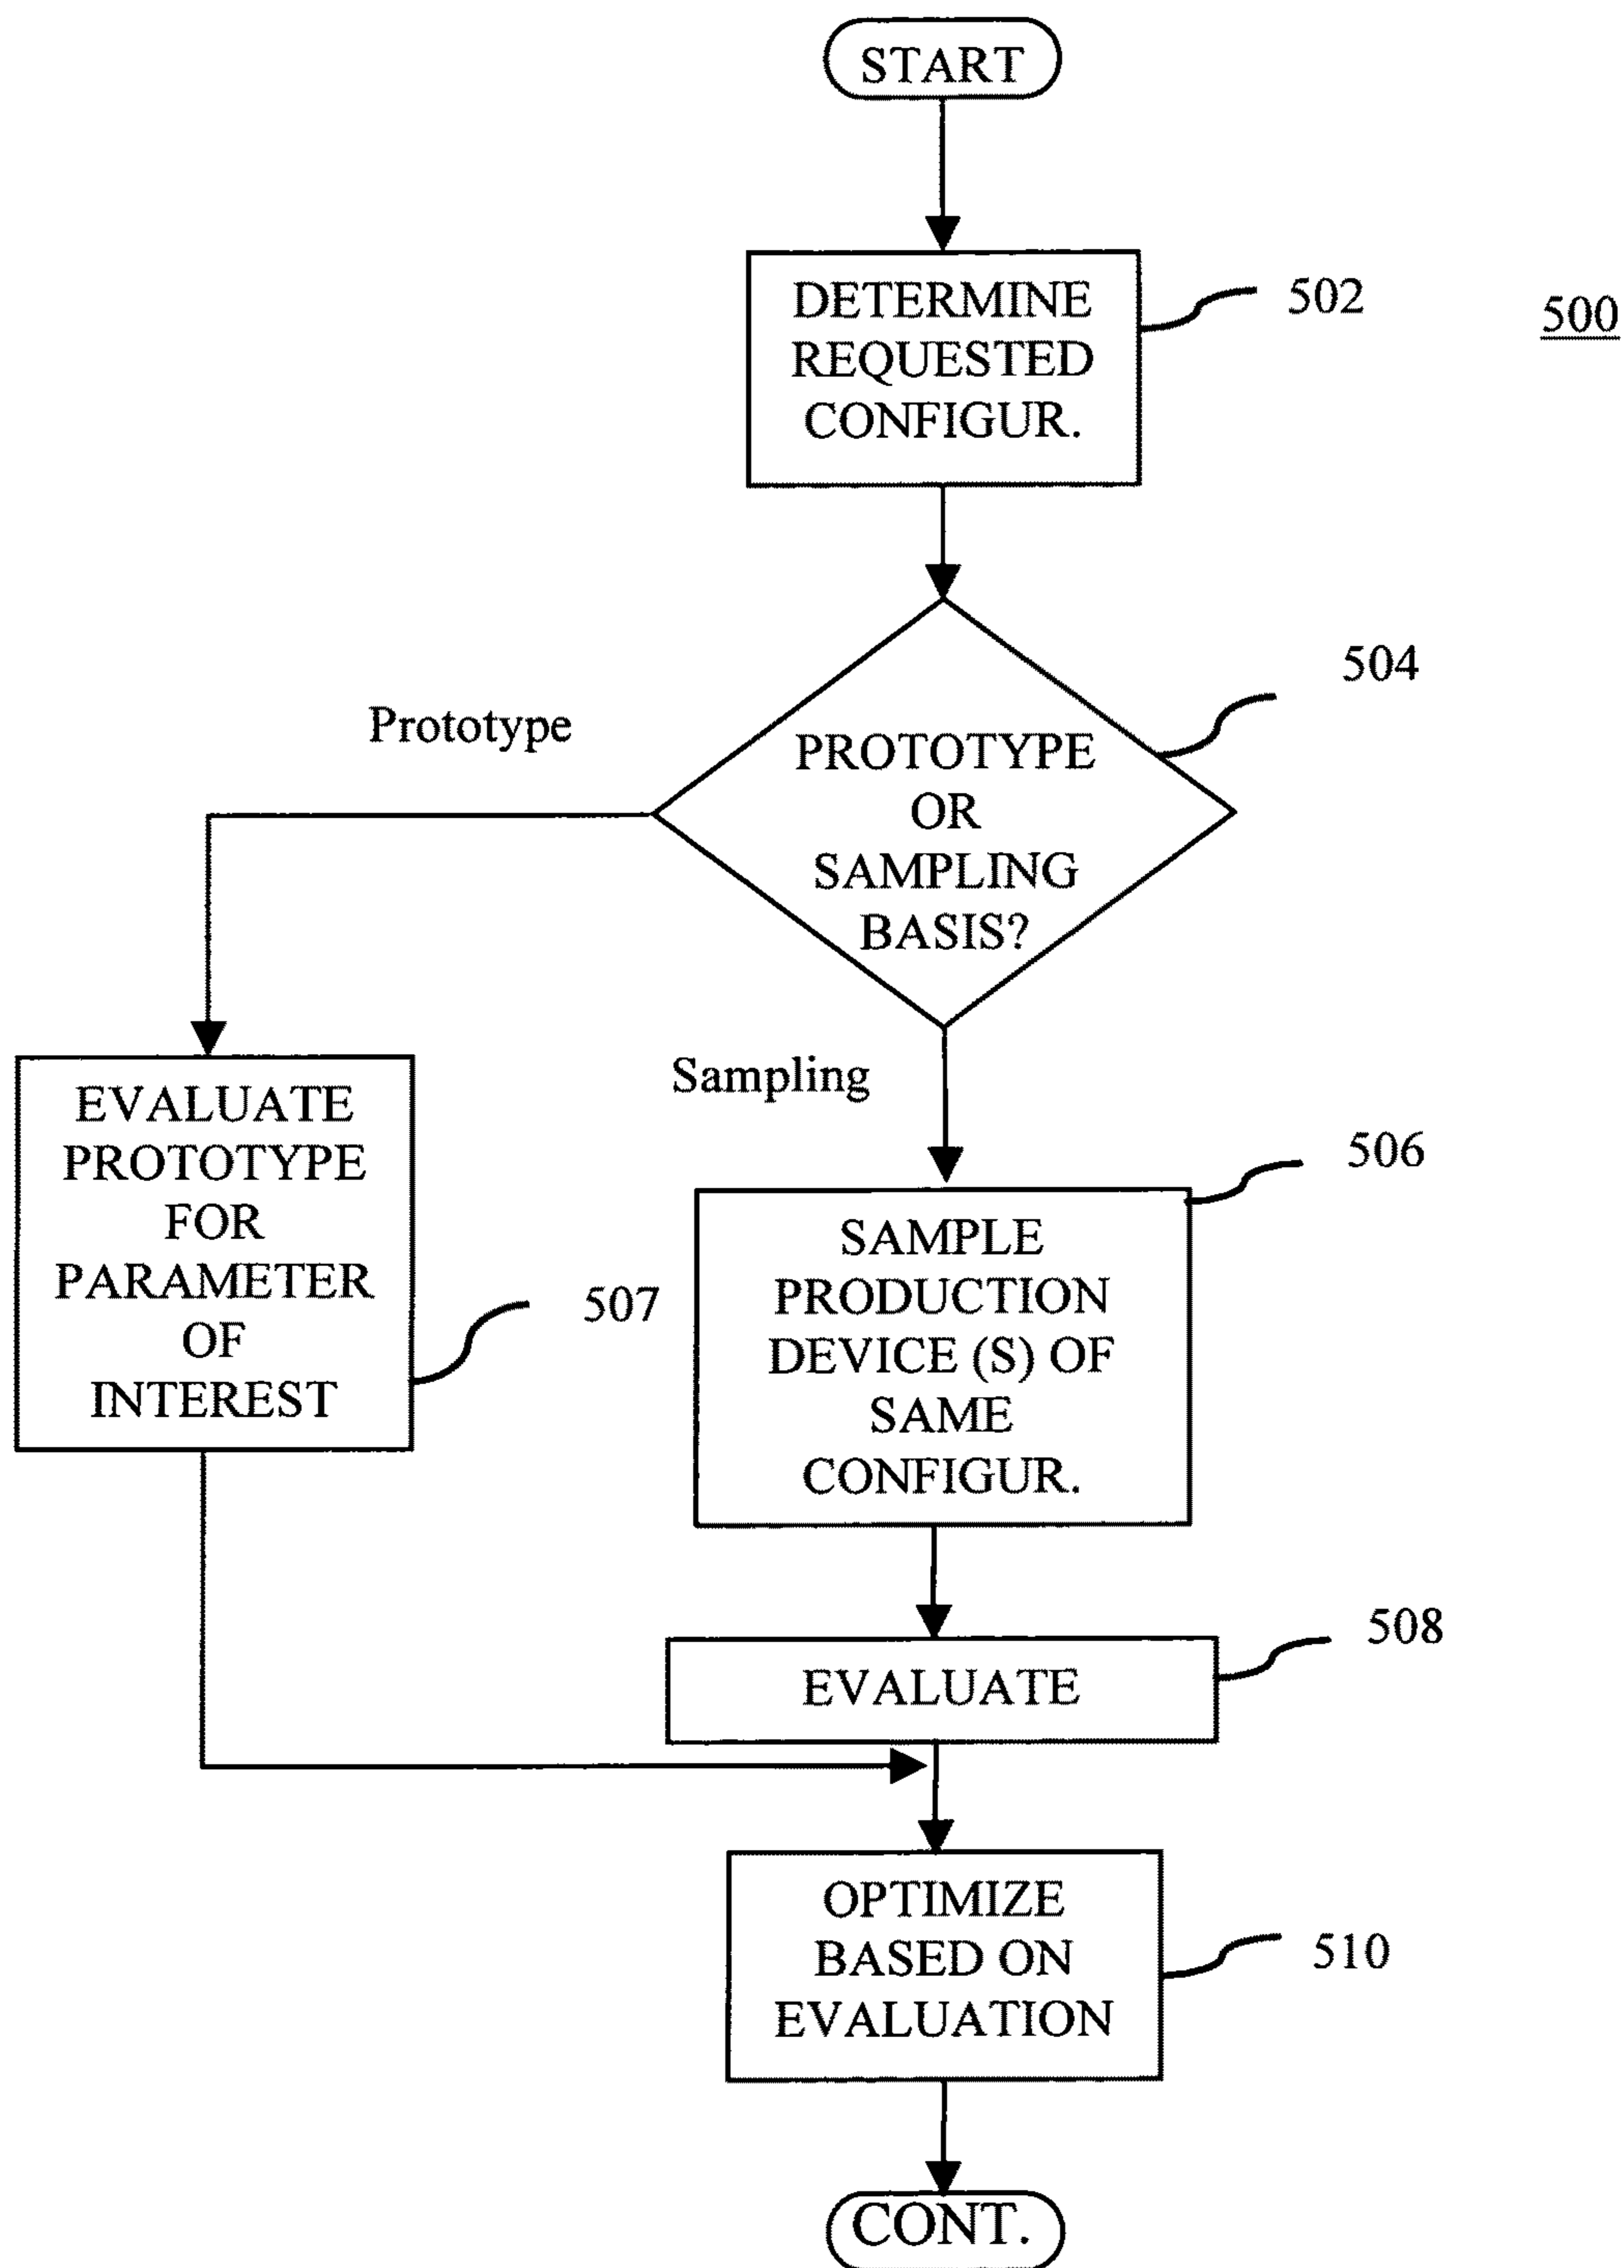 START
DETERMINE
REQUESTED
CONFIGUR.
502
500
504
Prototype
PROTOTYPE
OR
SAMPLING
BASIS?
Sampling
EVALUATE
PROTOTYPE
FOR
PARAMETER
OF
INTEREST
507
506
SAMPLE
PRODUCTION
DEVICE (S) OF
SAME
CONFIGUR.
508
EVALUATE
OPTIMIZE
BASED ON
EVALUATION
510
CONT.